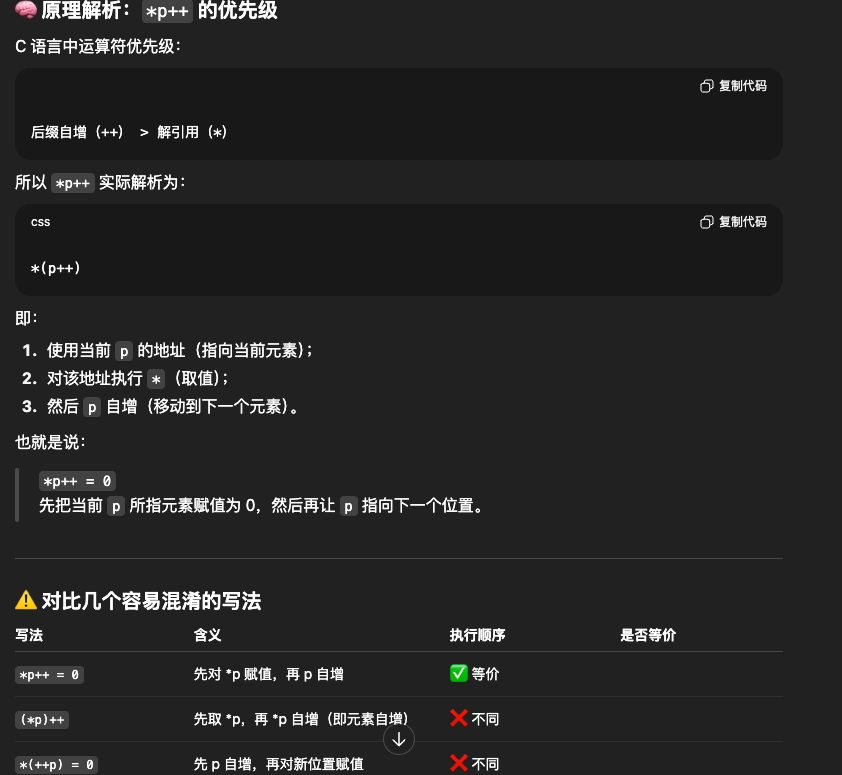 🧠 原理解析： *p++ 的优先级
C 语言中运算符优先级：
复制代码
后缀自增（++） > 解引用（*）
所以 *p++ 实际解析为：
css
复制代码
*(p++)
即：
1. 使用当前 p 的地址（指向当前元素）；
2. 对该地址执行 * （取值）；
3. 然后 p 自增（移动到下一个元素）。
也就是说：
*p++ = 0
先把当前 p 所指元素赋值为 0，然后再让 p 指向下一个位置。
⚠️ 对比几个容易混淆的写法
写法 含义 执行顺序 是否等价
*p++ = 0 先对 *p 赋值，再 p 自增 ✅ 等价
(*p)++ 先取 *p，再 *p 自增（即元素自增） ❌ 不同
*(++p) = 0 先 p 自增，再对新位置赋值 ❌ 不同